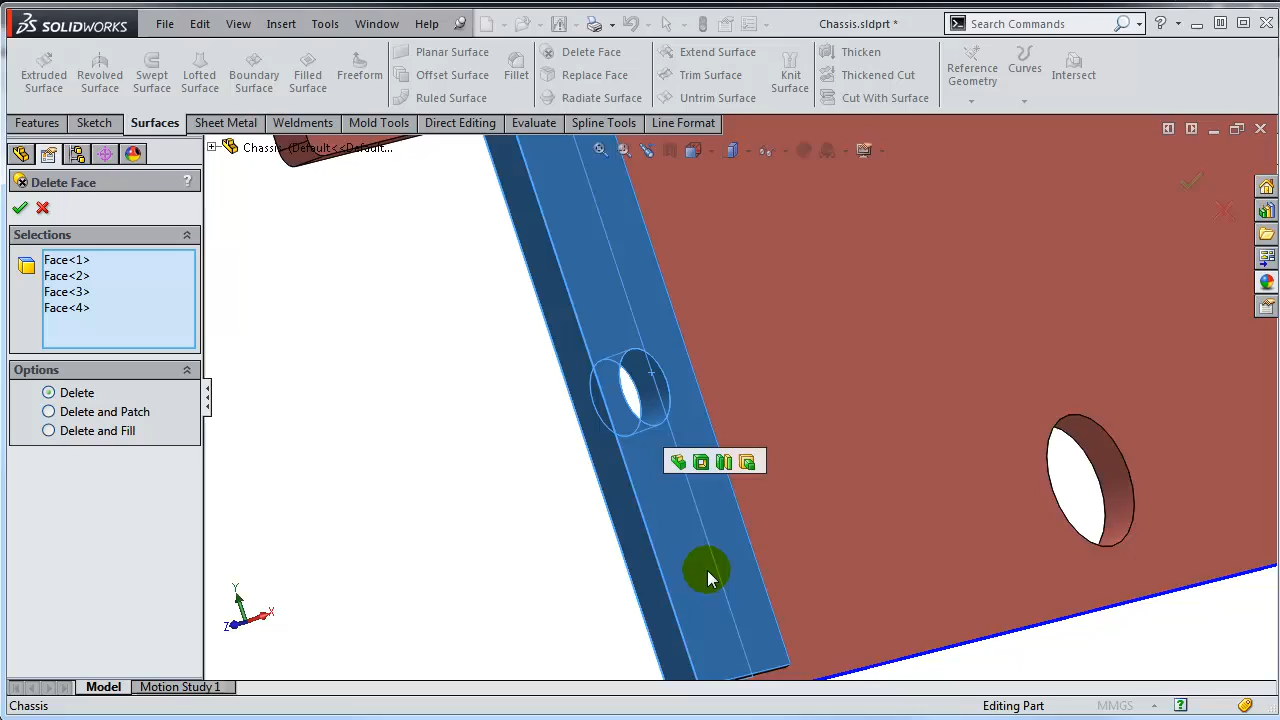 SOLIDWORKS File Edit View Insert Tools Window Help Chassis.sldprt * Search Commands
Extruded Surface Revolved Surface Swept Surface Lofted Surface Boundary Surface Filled Surface Freeform
Planar Surface
Offset Surface
Ruled Surface
Fillet
Delete Face
Replace Face
Radiate Surface
Extend Surface
Trim Surface
Untrim Surface
Knit Surface
Thicken
Thickened Cut
Cut With Surface
Reference Geometry Curves Intersect
Features Sketch Surfaces Sheet Metal Weldments Mold Tools Direct Editing Evaluate Spline Tools Line Format
Chassis (Default<<Default...
Delete Face ?
Selections
Face<1>
Face<2>
Face<3>
Face<4>
Options
Delete
Delete and Patch
Delete and Fill
Y
X
Z
Model Motion Study 1
Chassis Editing Part MMGS ?